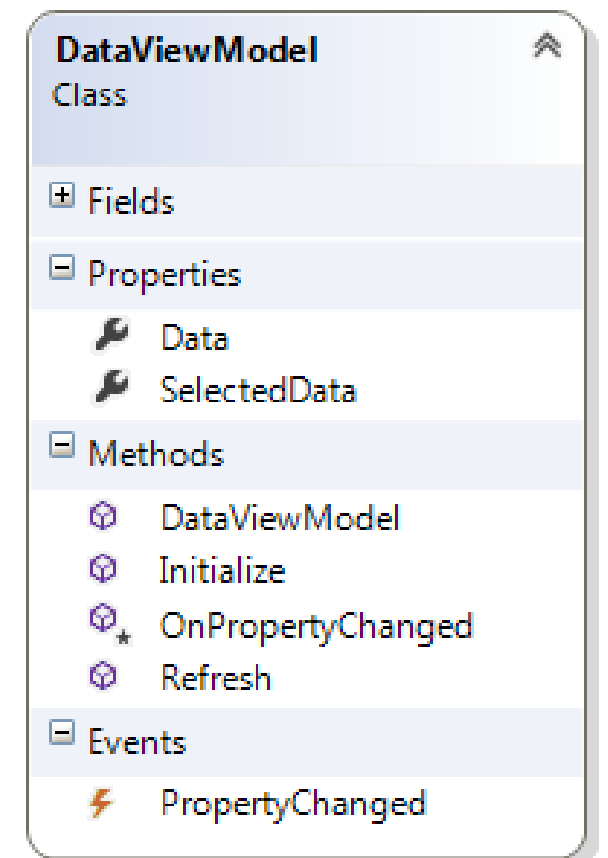 DataViewModel
Class
Fields
Properties
Data
SelectedData
Methods
DataViewModel
Initialize
OnPropertyChanged
Refresh
Events
PropertyChanged